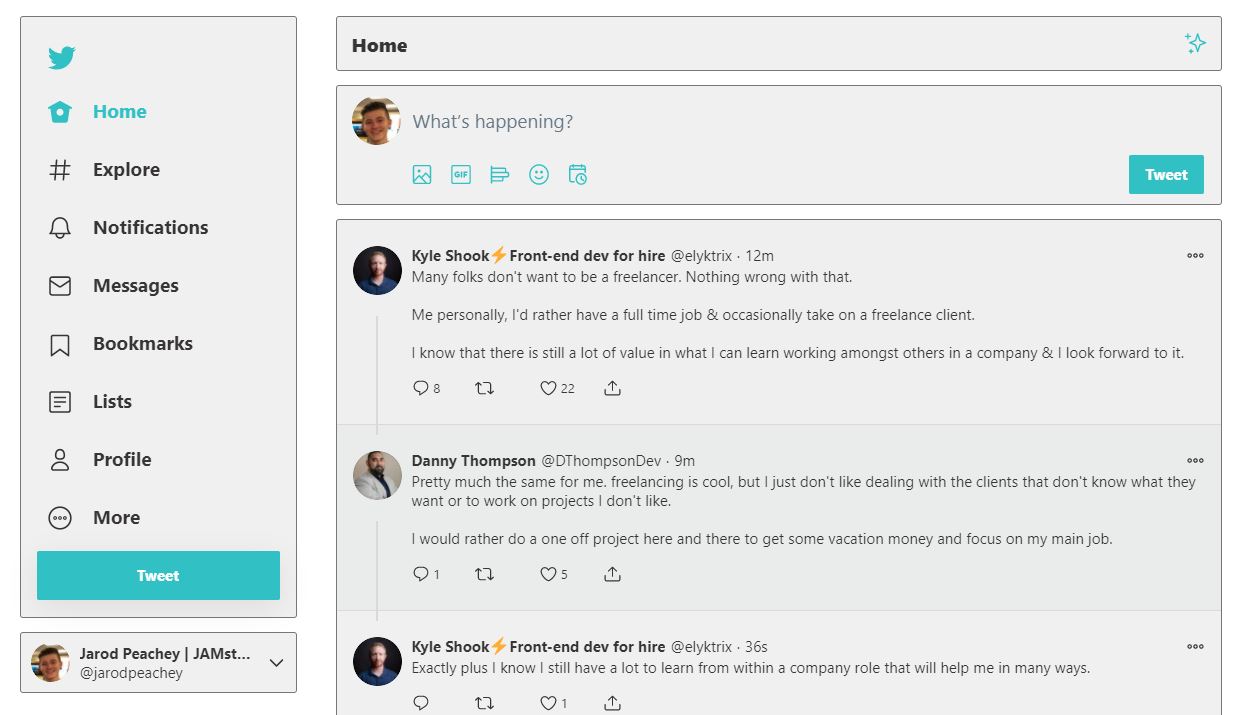 Home
Explore
Notifications
Messages
Bookmarks
Lists
Profile
More
Tweet
Jarod Peachey | JAMst...
@jarodpeachey
Home
What's happening?
GIF
Tweet
Kyle Shook⚡Front-end dev for hire @elyktrix · 12m
Many folks don't want to be a freelancer. Nothing wrong with that.
Me personally, I'd rather have a full time job & occasionally take on a freelance client.
I know that there is still a lot of value in what I can learn working amongst others in a company & I look forward to it.
8 22
Danny Thompson @DThompsonDev · 9m
Pretty much the same for me. freelancing is cool, but I just don't like dealing with the clients that don't know what they
want or to work on projects I don't like.
I would rather do a one off project here and there to get some vacation money and focus on my main job.
1 5
Kyle Shook⚡Front-end dev for hire @elyktrix · 36s
Exactly plus I know I still have a lot to learn from within a company role that will help me in many ways.
1